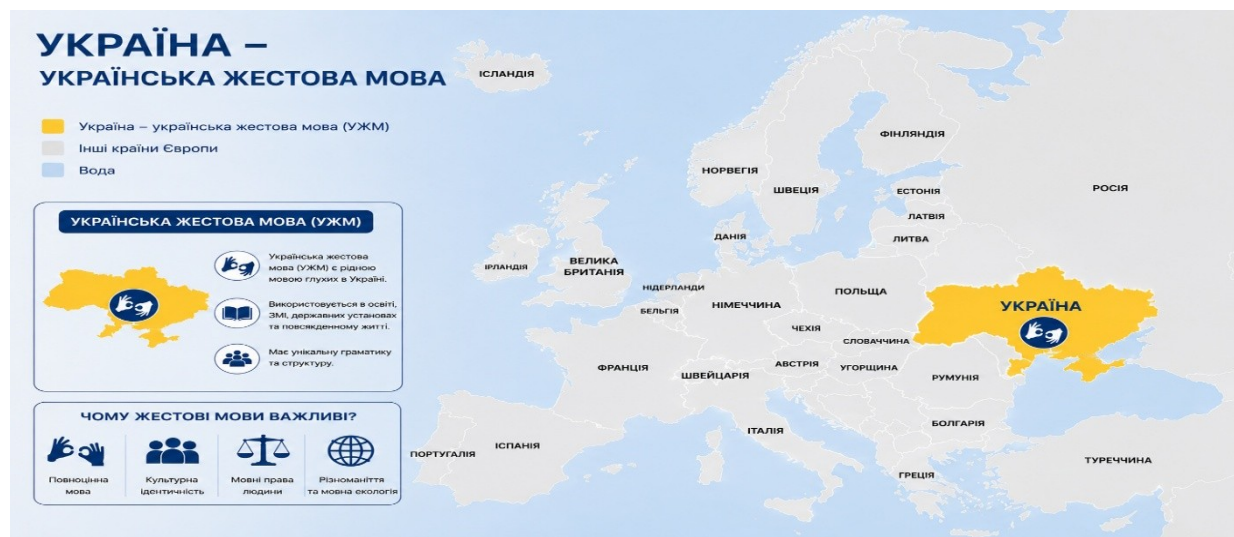 УКРАЇНА –
УКРАЇНСЬКА ЖЕСТОВА МОВА
Україна – українська жестова мова (УЖМ)
Інші країни Європи
Вода
УКРАЇНСЬКА ЖЕСТОВА МОВА (УЖМ)
Українська жестова
мова (УЖМ) є рідною
мовою глухих в Україні.
Використовується в освіті,
ЗМІ, державних установах
та повсякденному житті.
Має унікальну граматику
та структуру.
ЧОМУ ЖЕСТОВІ МОВИ ВАЖЛИВІ?
Повноцінна
мова
Культурна
ідентичність
Мовні права
людини
Різноманіття
та мовна екологія
ІСЛАНДІЯ
ФІНЛЯНДІЯ
НОРВЕГІЯ
ШВЕЦІЯ
ЕСТОНІЯ
РОСІЯ
ЛАТВІЯ
ДАНІЯ
ЛИТВА
ІРЛАНДІЯ
ВЕЛИКА
БРИТАНІЯ
НІДЕРЛАНДИ
ПОЛЬЩА
НІМЕЧЧИНА
УКРАЇНА
БЕЛЬГІЯ
ЧЕХІЯ
СЛОВАЧЧИНА
ФРАНЦІЯ
ШВЕЙЦАРІЯ
АВСТРІЯ
УГОРЩИНА
РУМУНІЯ
ІТАЛІЯ
БОЛГАРІЯ
ІСПАНІЯ
ПОРТУГАЛІЯ
ГРЕЦІЯ
ТУРЕЧЧИНА